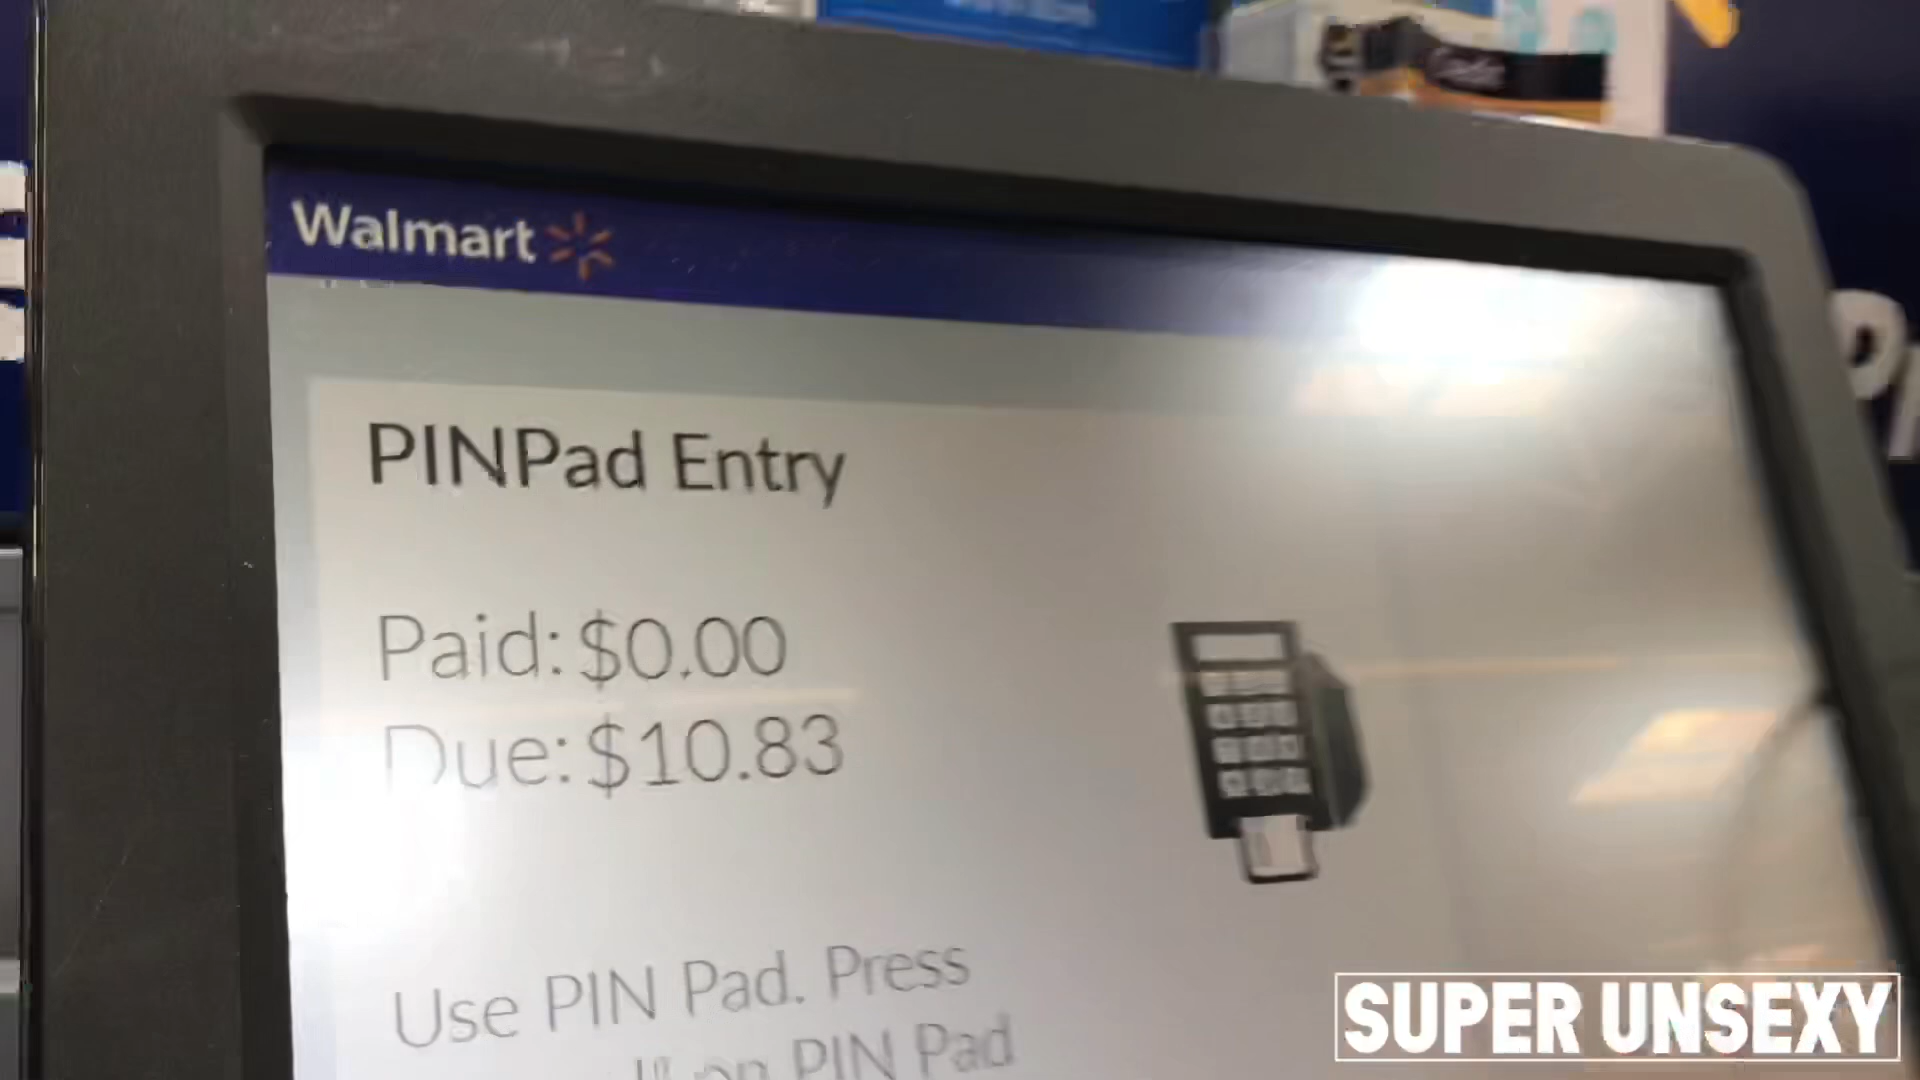 Walmart
PINPad Entry
Paid: $0.00
Due: $10.83
Use PIN Pad. Press
on PIN Pad
SUPER UNSEXY